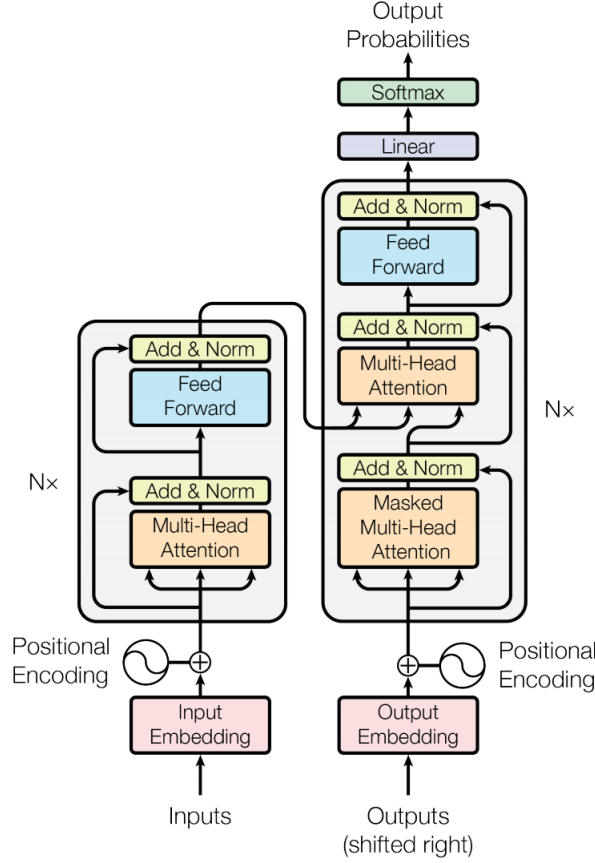 Output
Probabilities
Softmax
Linear
Add & Norm
Feed
Forward
Add & Norm
Multi-Head
Attention
Add & Norm
Masked
Multi-Head
Attention
N×
Add & Norm
Feed
Forward
Add & Norm
Multi-Head
Attention
N×
Positional
Encoding
Input
Embedding
Inputs
Positional
Encoding
Output
Embedding
Outputs
(shifted right)